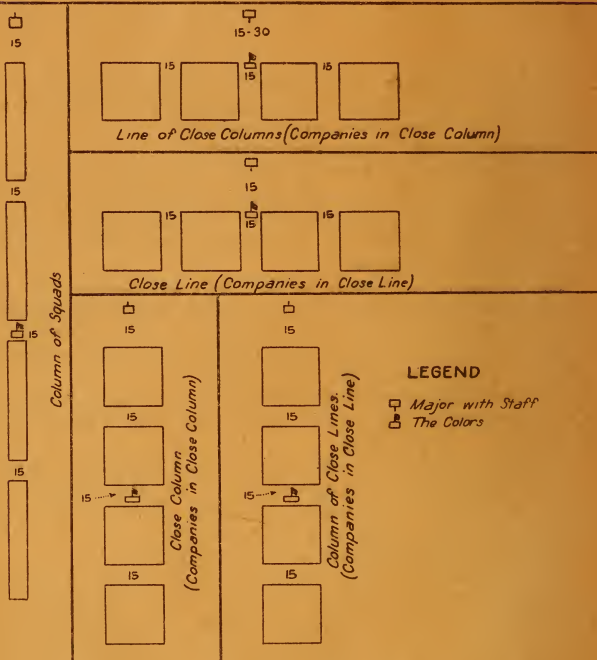 15
15
15
15
Column of Squads
15-30
15
15
15
Line of Close Columns (Companies in Close Column)
15
15
15
15
Close Line (Companies in Close Line)
15
15
15
15
Close Column
(Companies in Close Column)
15
15
15
15
Column of Close Lines.
(Companies in Close Line)
LEGEND
Major with Staff
The Colors